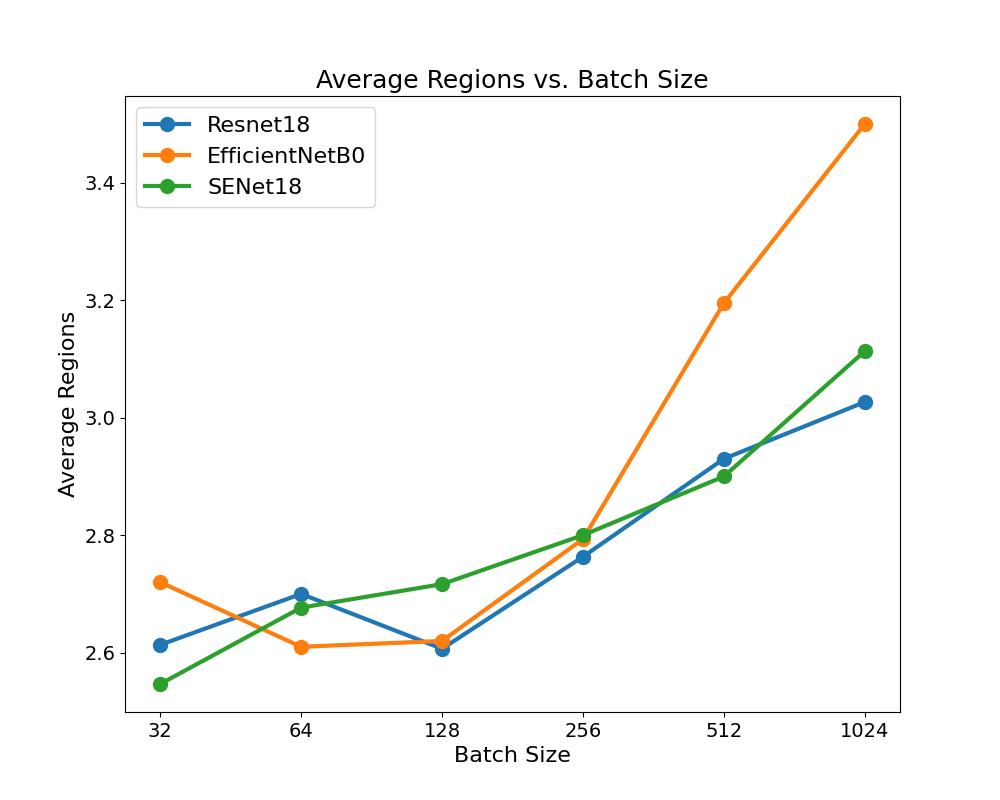 Average Regions vs. Batch Size
Resnet18
EfficientNetB0
SENet18
3.4
3.2
3.0
2.8
2.6
Average Regions
32 64 128 256 512 1024
Batch Size